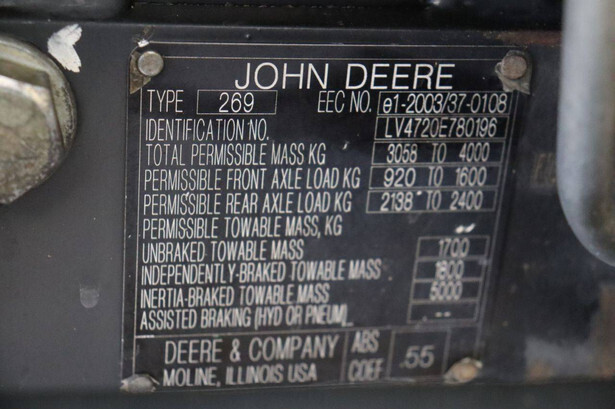 JOHN DEERE
TYPE 269 EEC NO. e1-2003/37-0108
IDENTIFICATION NO. LV4720E780196
TOTAL PERMISSIBLE MASS KG 3058 TO 4000
PERMISSIBLE FRONT AXLE LOAD KG 920 TO 1600
PERMISSIBLE REAR AXLE LOAD KG 2138 TO 2400
PERMISSIBLE TOWABLE MASS, KG
UNBRAKED TOWABLE MASS 1700
INDEPENDENTLY-BRAKED TOWABLE MASS 1800
INERTIA-BRAKED TOWABLE MASS 5000
ASSISTED BRAKING (HYD OR PNEUM) --
DEERE & COMPANY ABS .55
MOLINE, ILLINOIS USA COEF